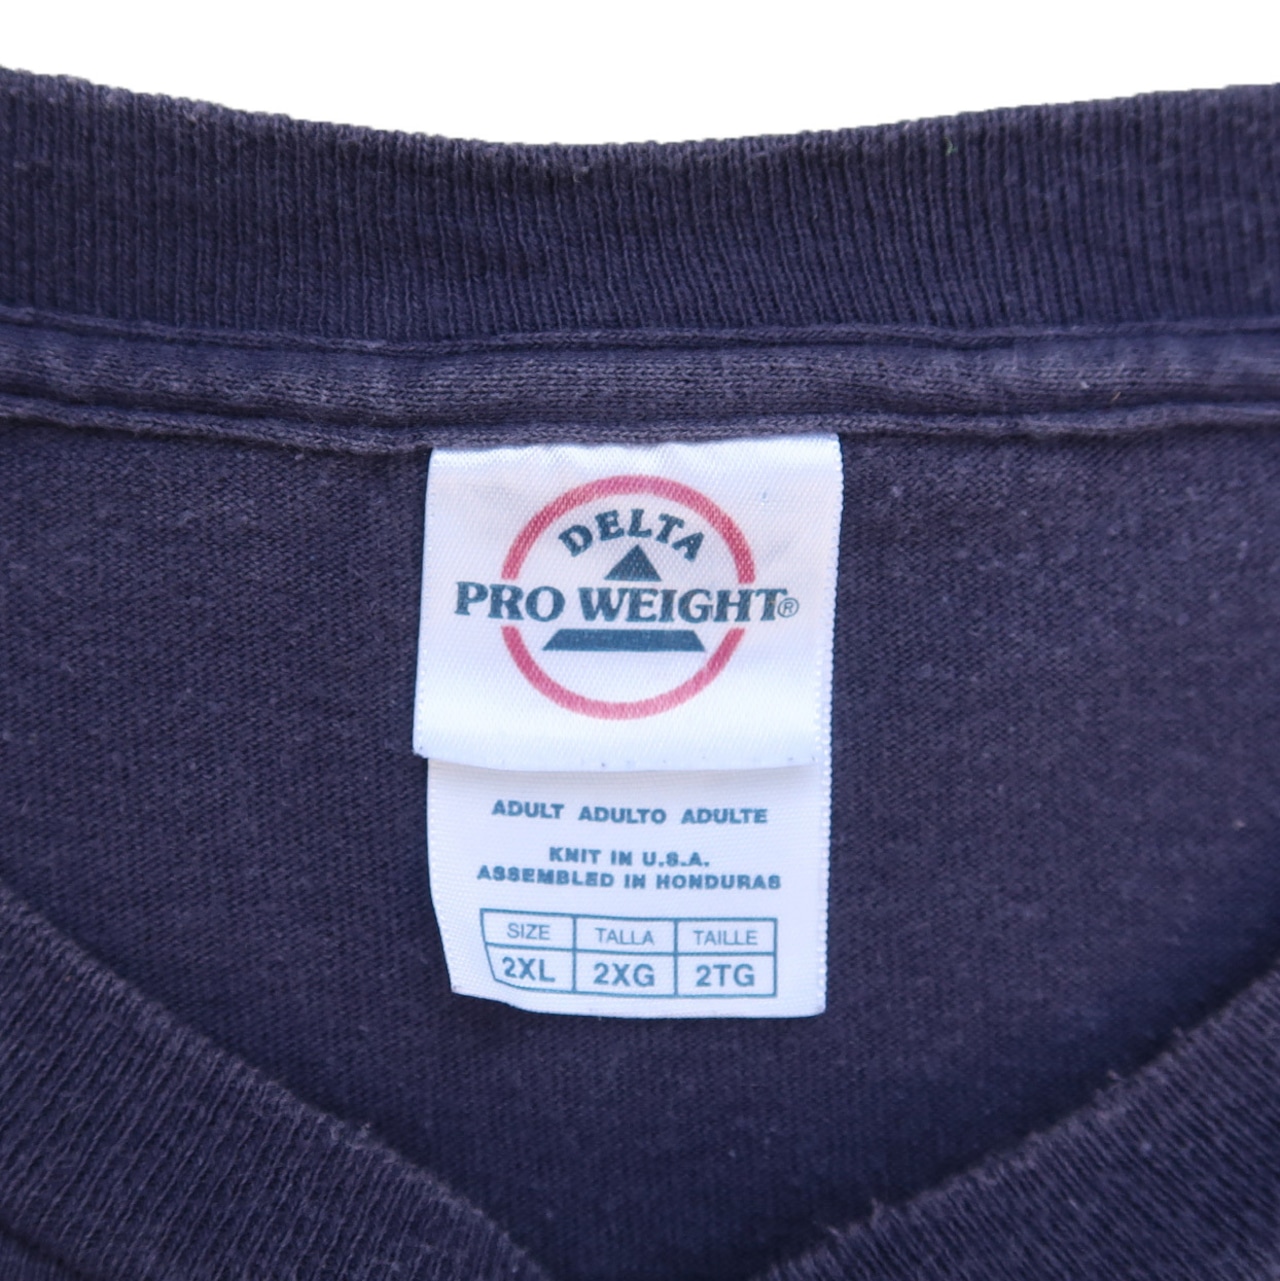 DELTA
PRO WEIGHT®
ADULT ADULTO ADULTE
KNIT IN U.S.A.
ASSEMBLED IN HONDURAS
SIZE TALLA TAILLE
2XL 2XG 2TG